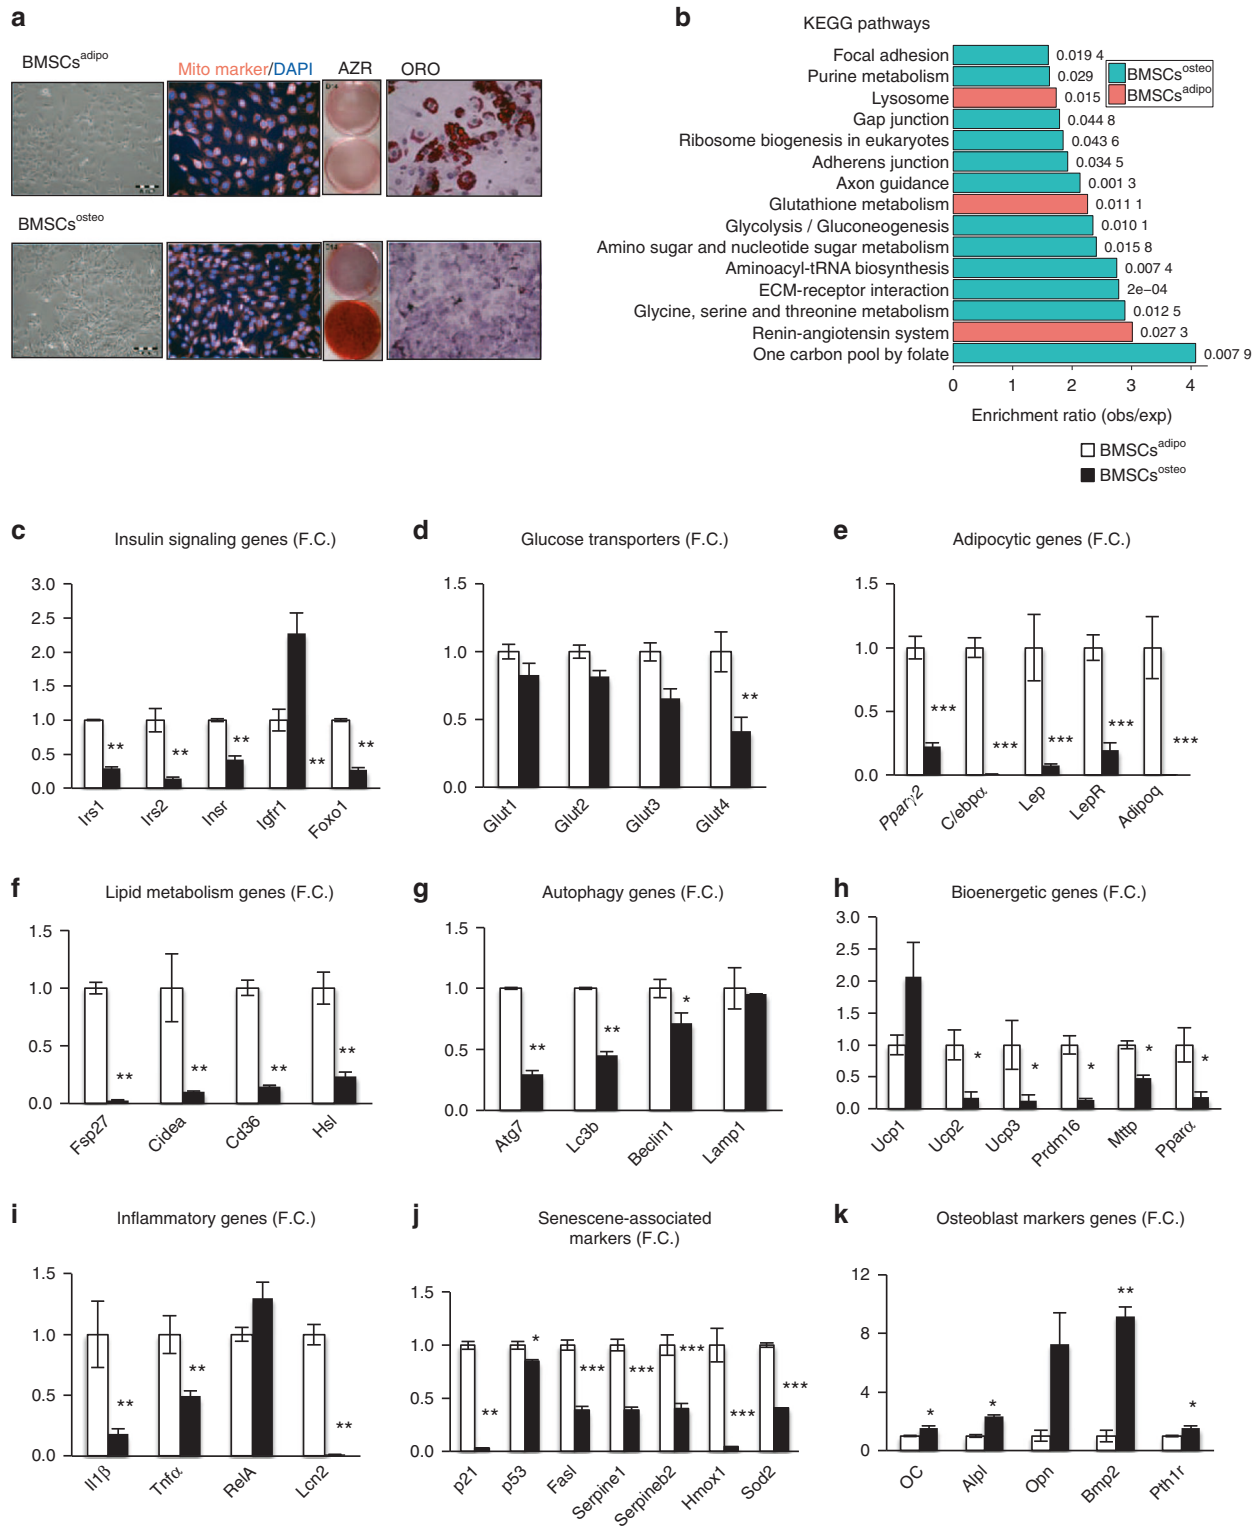 a
BMSCsadipo
Mito marker/DAPI
AZR
ORO
BMSCsosteo
b
KEGG pathways
Focal adhesion 0.019 4
Purine metabolism 0.029
Lysosome 0.015
Gap junction 0.044 8
Ribosome biogenesis in eukaryotes 0.043 6
Adherens junction 0.034 5
Axon guidance 0.001 3
Glutathione metabolism 0.011 1
Glycolysis / Gluconeogenesis 0.010 1
Amino sugar and nucleotide sugar metabolism 0.015 8
Aminoacyl-tRNA biosynthesis 0.007 4
ECM-receptor interaction 2e−04
Glycine, serine and threonine metabolism 0.012 5
Renin-angiotensin system 0.027 3
One carbon pool by folate 0.007 9
BMSCsosteo
BMSCsadipo
0 1 2 3 4
Enrichment ratio (obs/exp)
BMSCsadipo
BMSCsosteo
c
Insulin signaling genes (F.C.)
3.0
2.5
2.0
1.5
1.0
0.5
0.0
** ** ** ** **
Irs1 Irs2 Insr Igfr1 Foxo1
d
Glucose transporters (F.C.)
1.5
1.0
0.5
0.0
**
Glut1 Glut2 Glut3 Glut4
e
Adipocytic genes (F.C.)
1.5
1.0
0.5
0.0
*** *** *** *** ***
Pparγ2 C/ebpα Lep LepR Adipoq
f
Lipid metabolism genes (F.C.)
1.5
1.0
0.5
0.0
** ** ** **
Fsp27 Cidea Cd36 Hsl
g
Autophagy genes (F.C.)
1.5
1.0
0.5
0.0
** ** *
Atg7 Lc3b Beclin1 Lamp1
h
Bioenergetic genes (F.C.)
3.0
2.0
1.5
1.0
0.5
0.0
* * * * *
Ucp1 Ucp2 Ucp3 Prdm16 Mttp Pparα
i
Inflammatory genes (F.C.)
1.5
1.0
0.5
0.0
** ** **
Il1β Tnfα RelA Lcn2
j
Senescene-associated
markers (F.C.)
1.5
1.0
0.5
0.0
** * *** *** *** *** ***
p21 p53 Fasl Serpine1 Serpineb2 Hmox1 Sod2
k
Osteoblast markers genes (F.C.)
12
8
4
0
* * ** *
OC Alpl Opn Bmp2 Pth1r